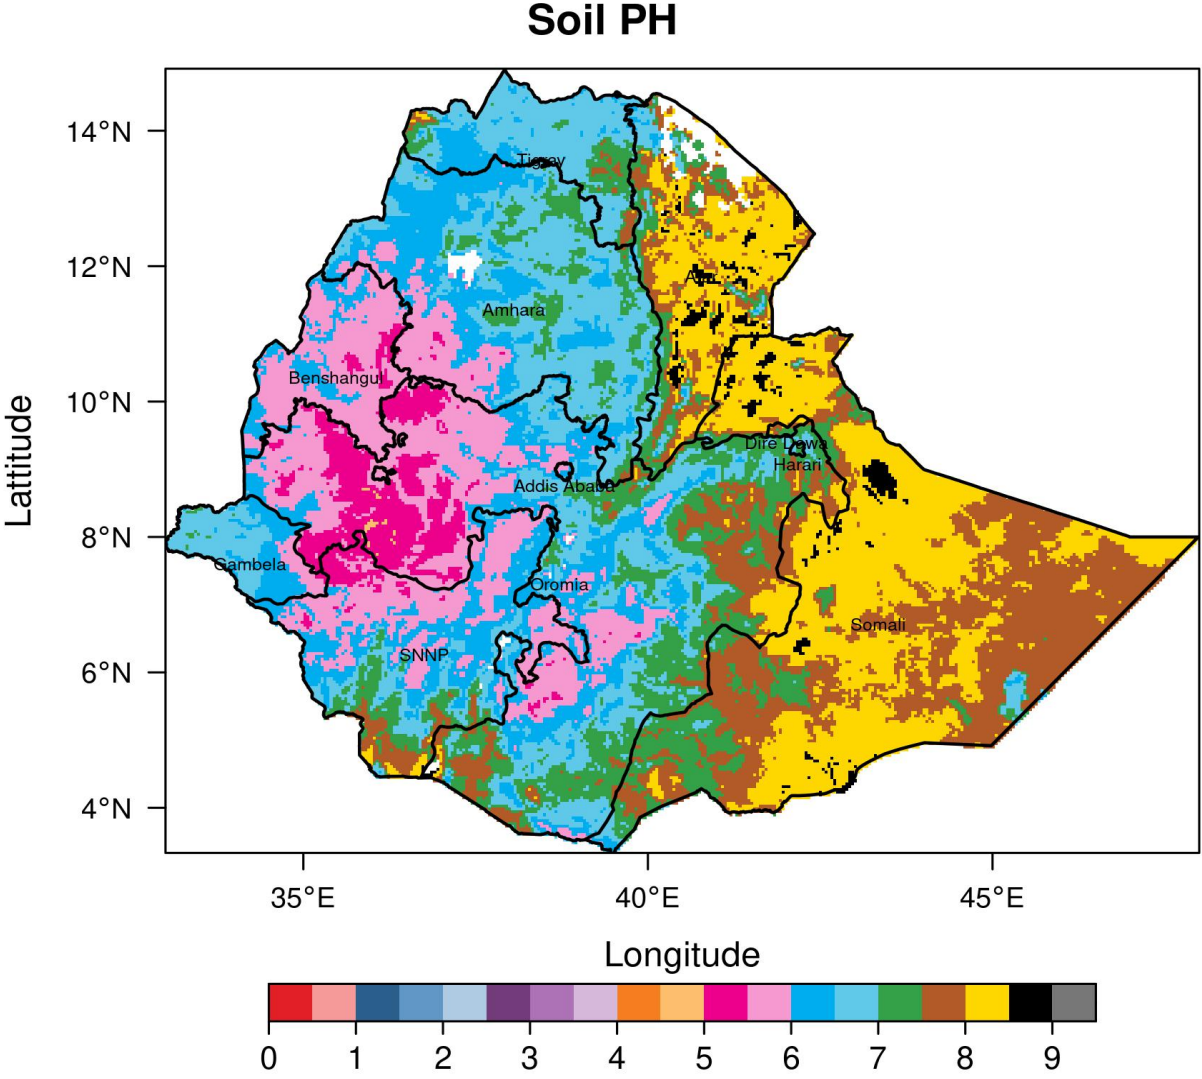 Soil PH
14°N
12°N
10°N
8°N
6°N
4°N
Lattitude
Tigray
Amhara
Benshangul
Dire Dawa
Harari
Addis Ababa
Gambela
Oromia
Somali
SNNP
35°E
40°E
45°E
Longitude
0 1 2 3 4 5 6 7 8 9